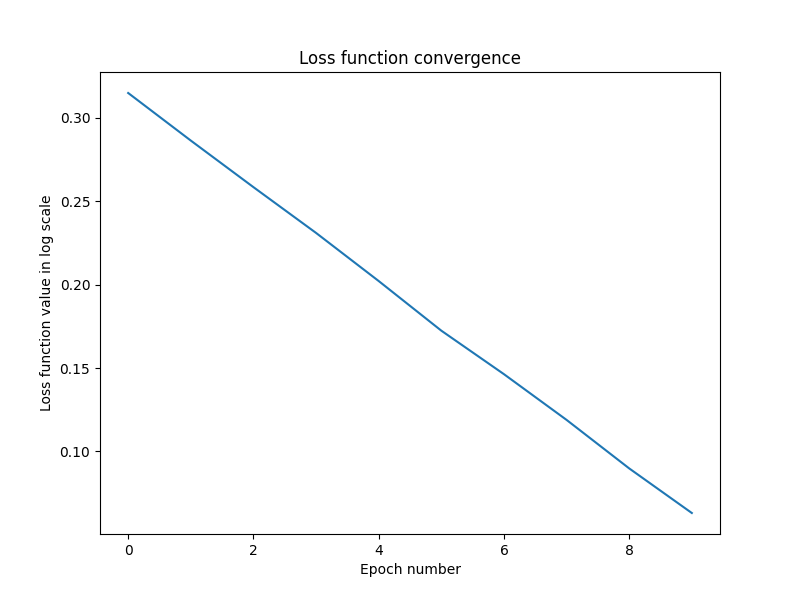 Loss function convergence
Loss function value in log scale
0.30
0.25
0.20
0.15
0.10
0 2 4 6 8
Epoch number